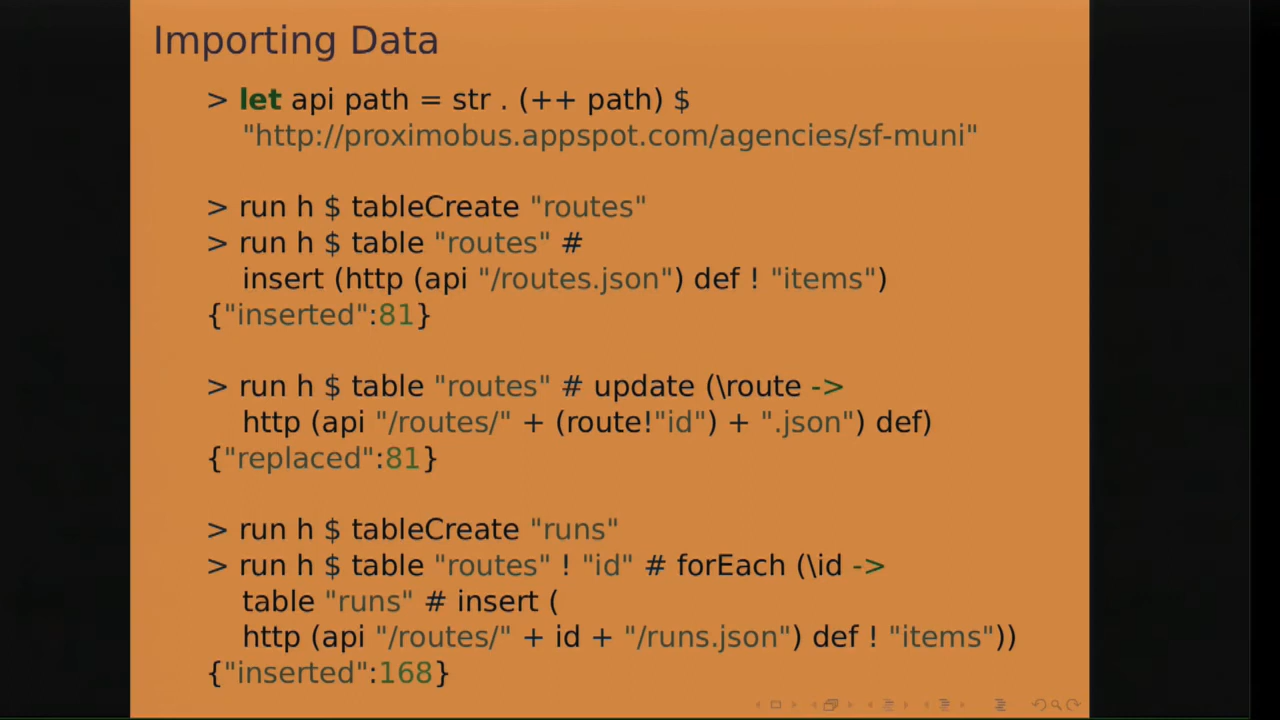 Importing Data
> let api path = str . (++ path) $
"http://proximobus.appspot.com/agencies/sf-muni"
> run h $ tableCreate "routes"
> run h $ table "routes" #
insert (http (api "/routes.json") def ! "items")
{"inserted":81}
> run h $ table "routes" # update (\route ->
http (api "/routes/" + (route!"id") + ".json") def)
{"replaced":81}
> run h $ tableCreate "runs"
> run h $ table "routes" ! "id" # forEach (\id ->
table "runs" # insert (
http (api "/routes/" + id + "/runs.json") def ! "items"))
{"inserted":168}